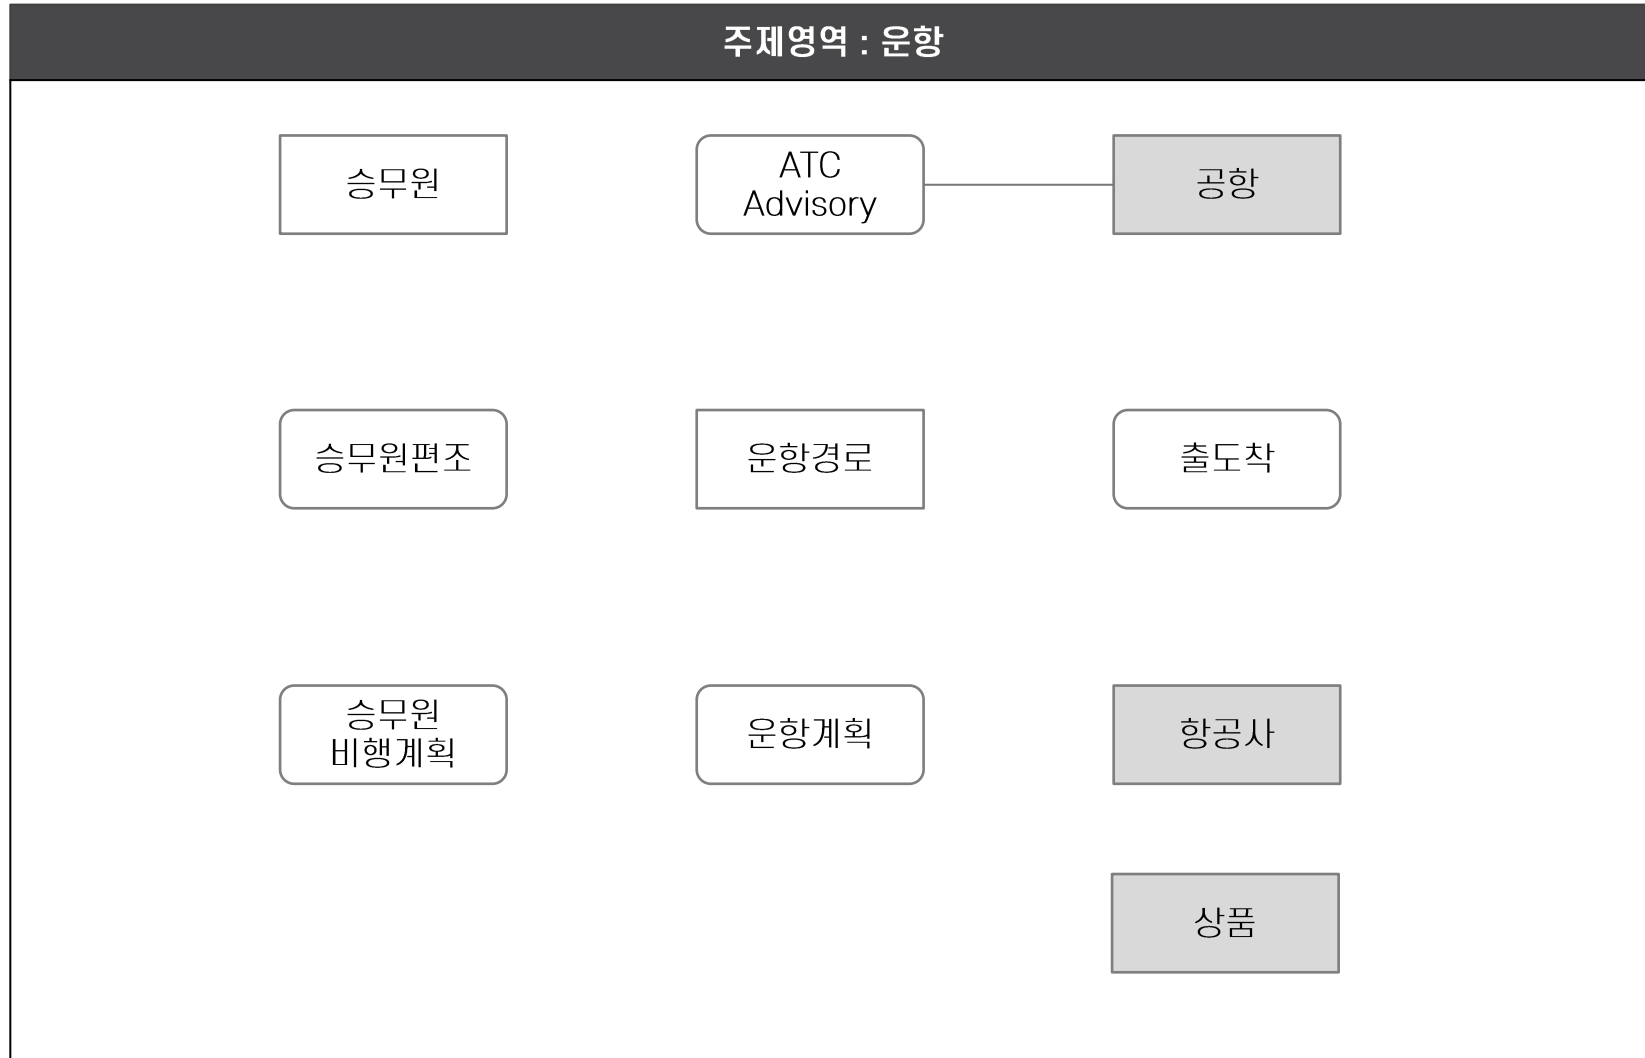 주제영역 : 운항
승무원
ATC
Advisory
공항
승무원편조
운항경로
출도착
승무원
비행계획
운항계획
항공사
상품